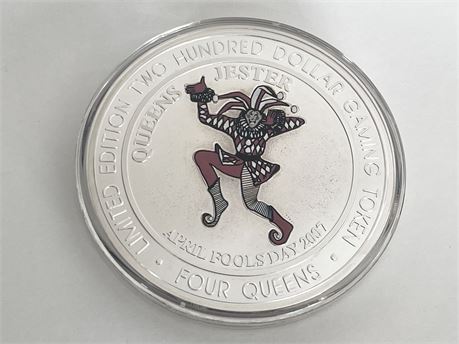 LIMITED EDITION TWO HUNDRED DOLLAR GAMING TOKEN
• FOUR QUEENS •
QUEENS JESTER
APRIL FOOLS DAY 2007